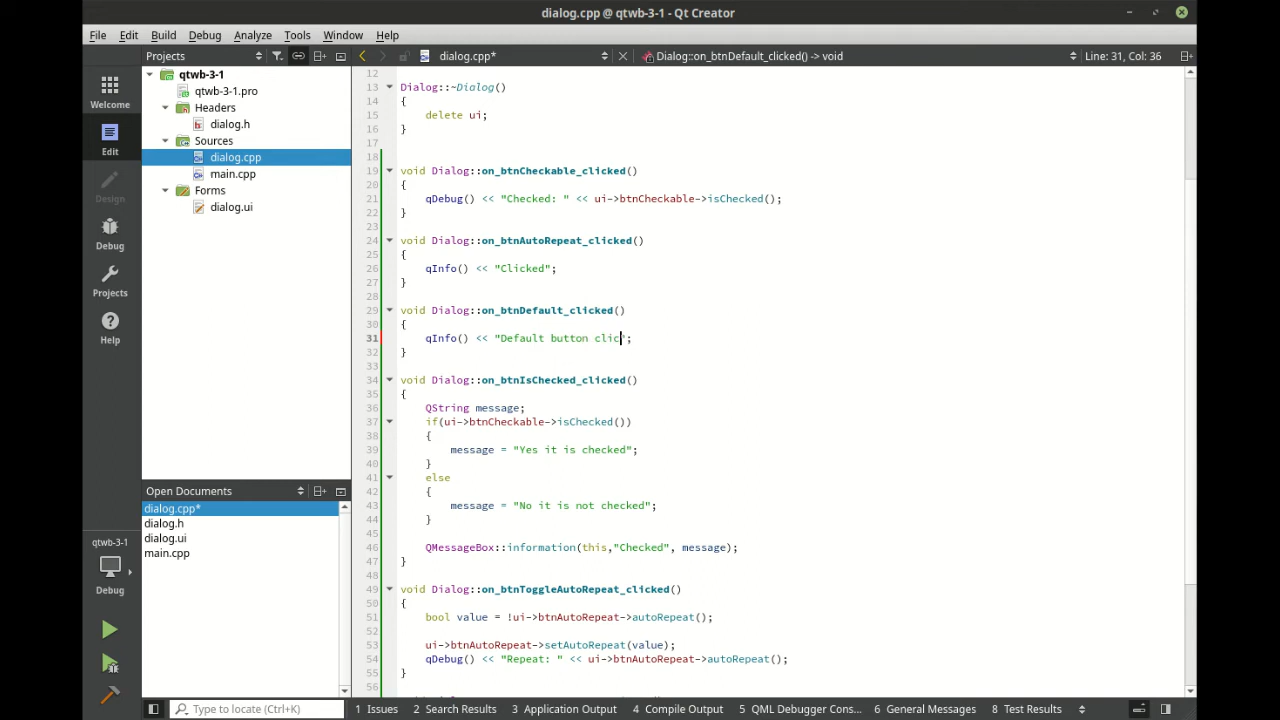 dialog.cpp @ qtwb-3-1 - Qt Creator
File Edit Build Debug Analyze Tools Window Help
Projects dialog.cpp* Dialog::on_btnDefault_clicked() -> void Line: 31, Col: 36
Welcome
Edit
Design
Debug
Projects
Help
qtwb-3-1
Debug
qtwb-3-1
qtwb-3-1.pro
Headers
dialog.h
Sources
dialog.cpp
main.cpp
Forms
dialog.ui
Open Documents
dialog.cpp*
dialog.h
dialog.ui
main.cpp
12
13 Dialog::~Dialog()
14 {
15 delete ui;
16 }
17
18
19 void Dialog::on_btnCheckable_clicked()
20 {
21 qDebug() << "Checked: " << ui->btnCheckable->isChecked();
22 }
23
24 void Dialog::on_btnAutoRepeat_clicked()
25 {
26 qInfo() << "Clicked";
27 }
28
29 void Dialog::on_btnDefault_clicked()
30 {
31 qInfo() << "Default button clic";
32 }
33
34 void Dialog::on_btnIsChecked_clicked()
35 {
36 QString message;
37 if(ui->btnCheckable->isChecked())
38 {
39 message = "Yes it is checked";
40 }
41 else
42 {
43 message = "No it is not checked";
44 }
45
46 QMessageBox::information(this,"Checked", message);
47 }
48
49 void Dialog::on_btnToggleAutoRepeat_clicked()
50 {
51 bool value = !ui->btnAutoRepeat->autoRepeat();
52
53 ui->btnAutoRepeat->setAutoRepeat(value);
54 qDebug() << "Repeat: " << ui->btnAutoRepeat->autoRepeat();
55 }
56
Type to locate (Ctrl+K) 1 Issues 2 Search Results 3 Application Output 4 Compile Output 5 QML Debugger Cons... 6 General Messages 8 Test Results